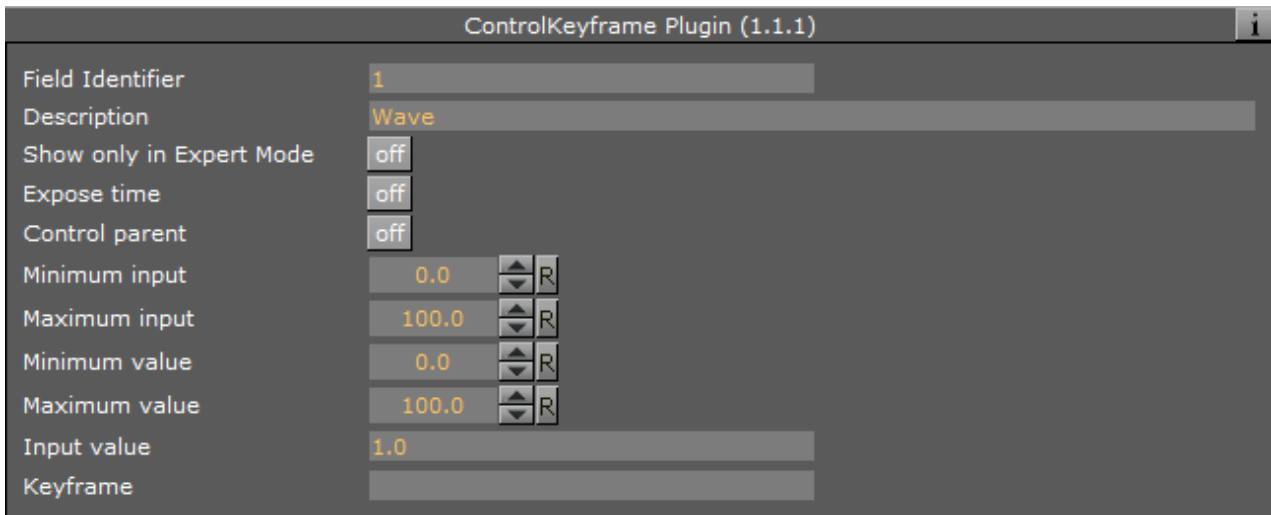 ControlKeyframe Plugin (1.1.1) i
Field Identifier 1
Description Wave
Show only in Expert Mode off
Expose time off
Control parent off
Minimum input 0.0 R
Maximum input 100.0 R
Minimum value 0.0 R
Maximum value 100.0 R
Input value 1.0
Keyframe